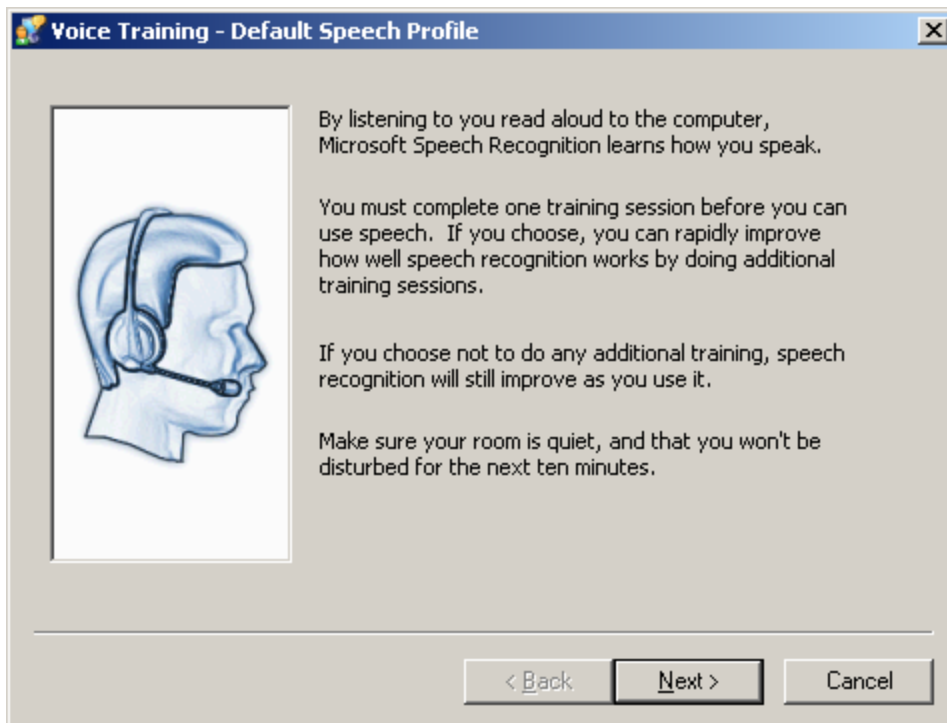 Voice Training - Default Speech Profile
By listening to you read aloud to the computer,
Microsoft Speech Recognition learns how you speak.
You must complete one training session before you can
use speech.  If you choose, you can rapidly improve
how well speech recognition works by doing additional
training sessions.
If you choose not to do any additional training, speech
recognition will still improve as you use it.
Make sure your room is quiet, and that you won't be
disturbed for the next ten minutes.
< Back
Next >
Cancel